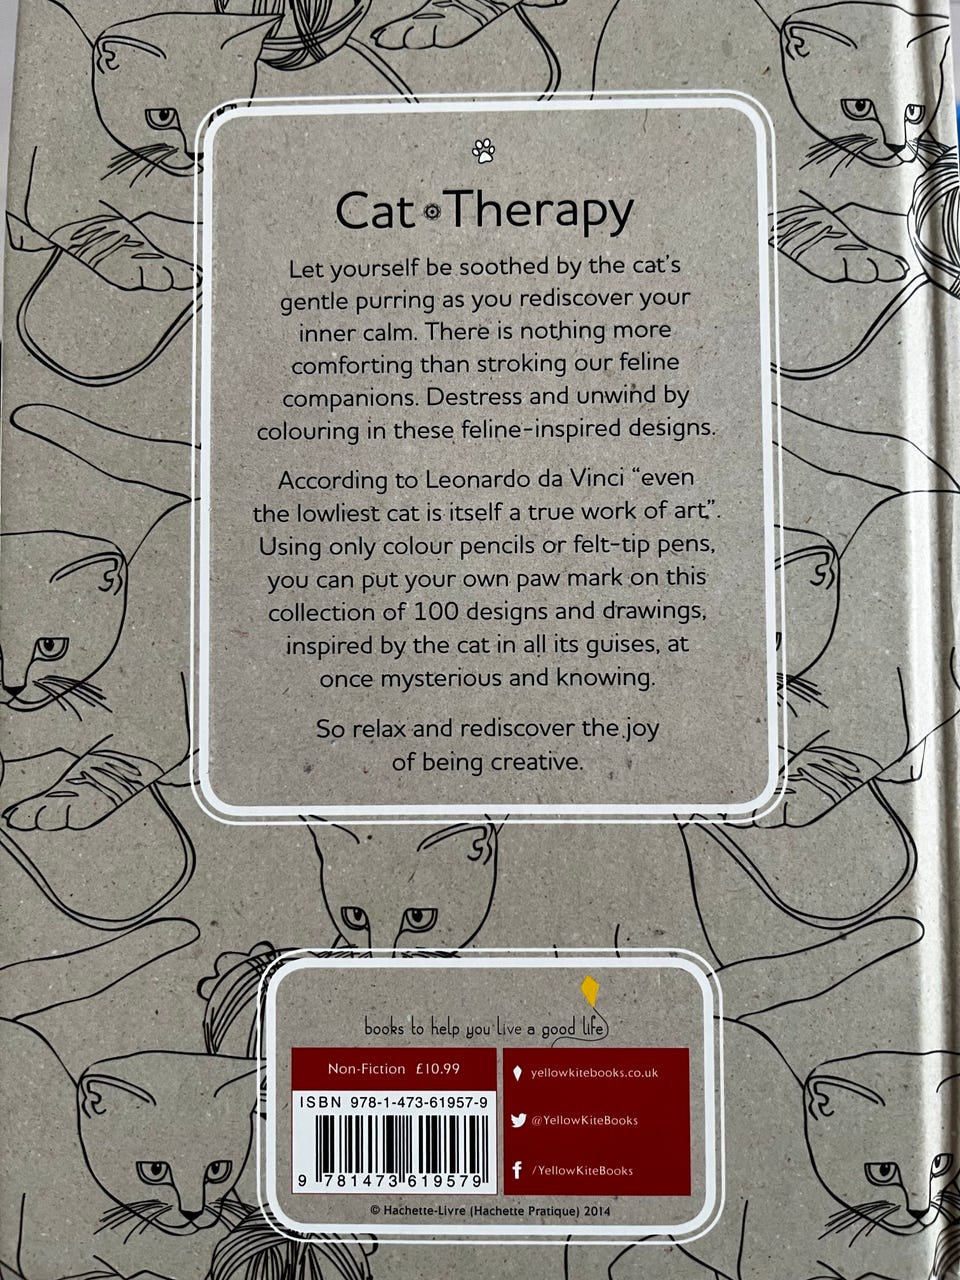 Cat Therapy
Let yourself be soothed by the cat's
gentle purring as you rediscover your
inner calm. There is nothing more
comforting than stroking our feline
companions. Destress and unwind by
colouring in these feline-inspired designs.
According to Leonardo da Vinci “even
the lowliest cat is itself a true work of art”.
Using only colour pencils or felt-tip pens,
you can put your own paw mark on this
collection of 100 designs and drawings,
inspired by the cat in all its guises, at
once mysterious and knowing.
So relax and rediscover the joy
of being creative.
books to help you live a good life
Non-Fiction £10.99
ISBN 978-1-473-61957-9
9 781473 619579
yellowkitebooks.co.uk
@YellowKiteBooks
/YellowKiteBooks
© Hachette-Livre (Hachette Pratique) 2014